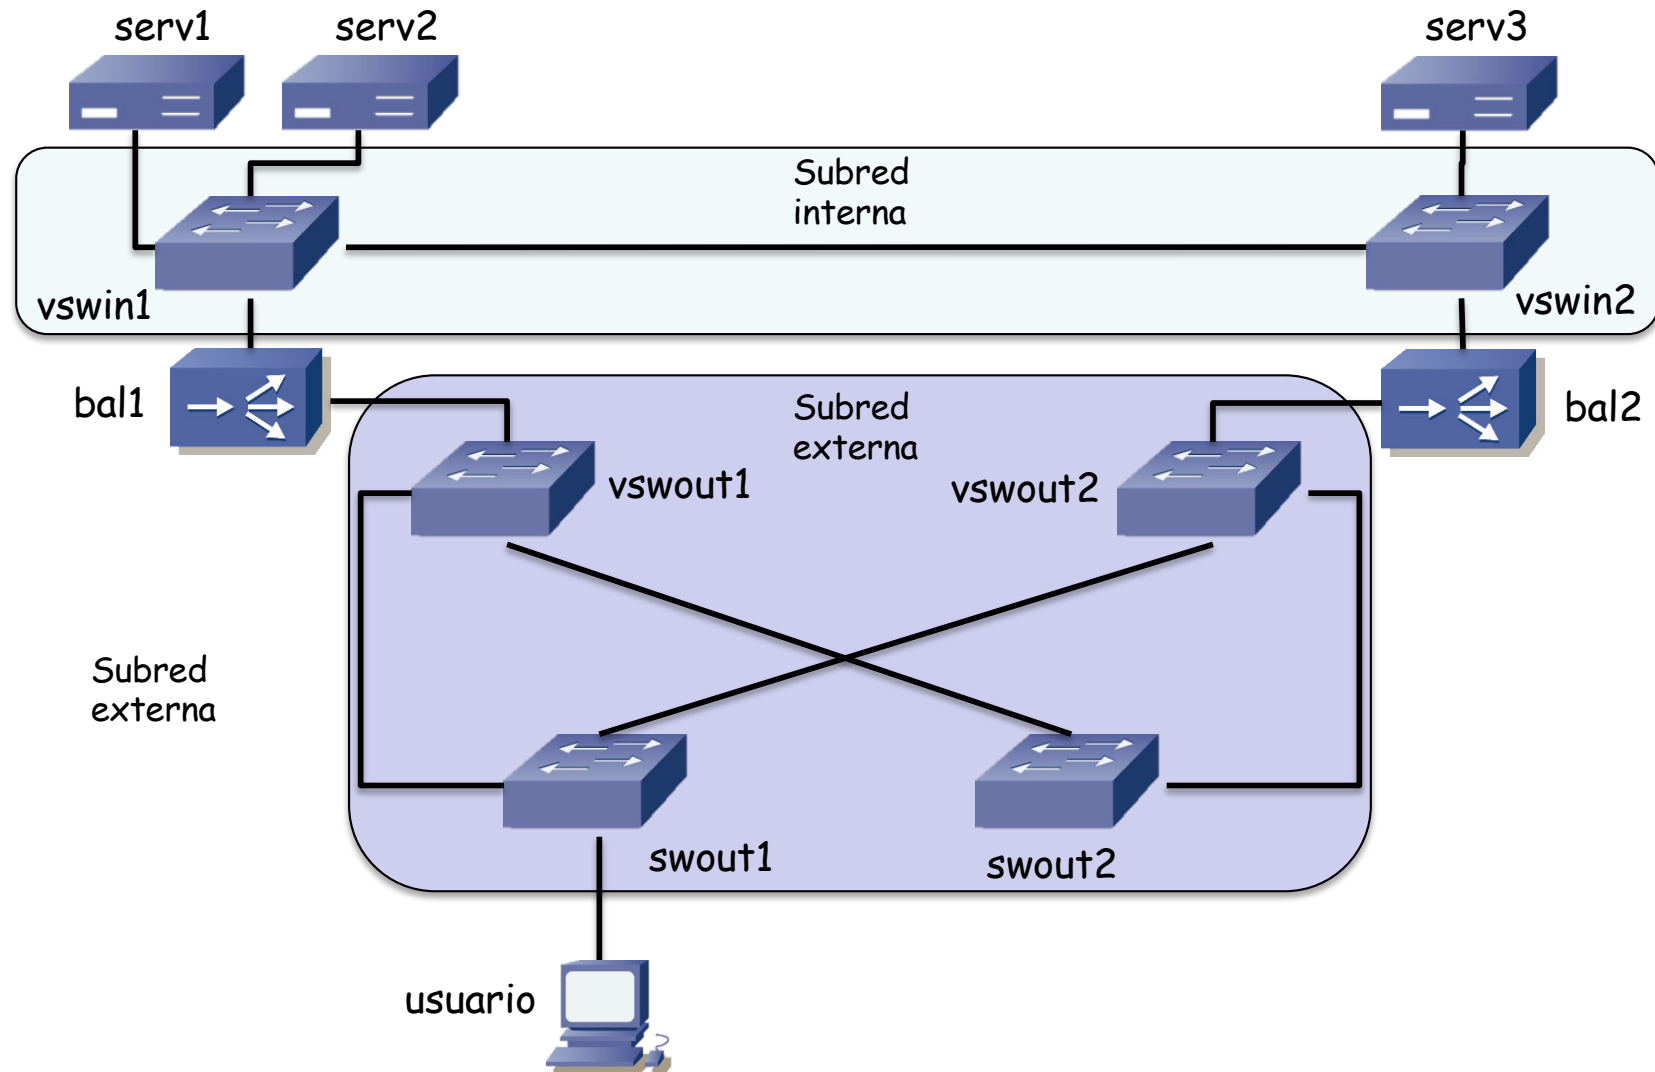 serv1
serv2
serv3
Subred
interna
vswin1
vswin2
bal1
Subred
externa
bal2
vswout1
vswout2
Subred
externa
swout1
swout2
usuario